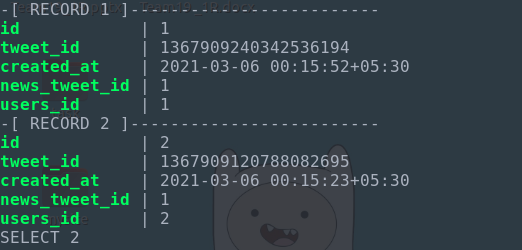 -[ RECORD 1 ]-------------------------
id | 1
tweet_id | 1367909240342536194
created_at | 2021-03-06 00:15:52+05:30
news_tweet_id | 1
users_id | 1
-[ RECORD 2 ]-------------------------
id | 2
tweet_id | 1367909120788082695
created_at | 2021-03-06 00:15:23+05:30
news_tweet_id | 1
users_id | 2
SELECT 2